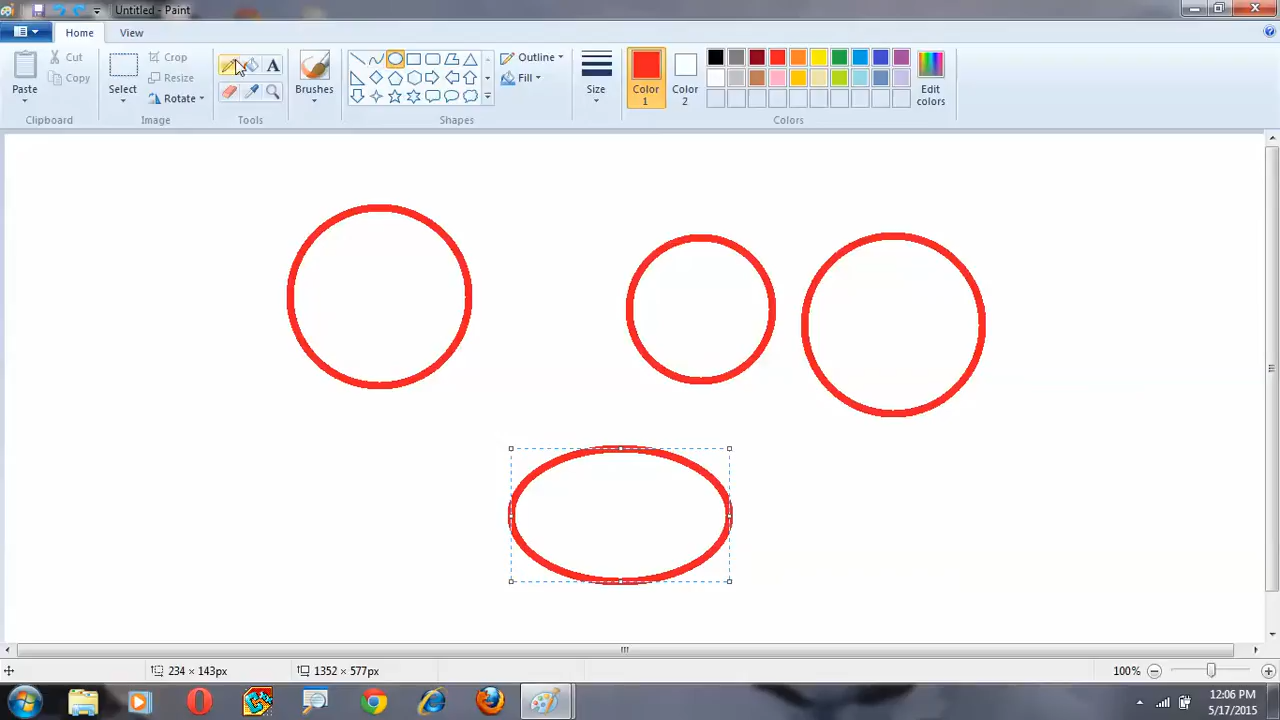 Untitled - Paint
Home View
Paste
Cut
Copy
Clipboard
Select
Crop
Resize
Rotate
Image
A
Tools
Brushes
Shapes
Outline
Fill
Size
Color 1
Color 2
Edit colors
Colors
234 × 143px
1352 × 577px
100%
12:06 PM
5/17/2015